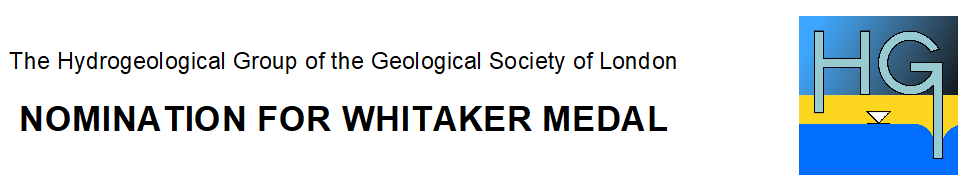 The Hydrogeological Group of the Geological Society of London
NOMINATION FOR WHITAKER MEDAL
HG